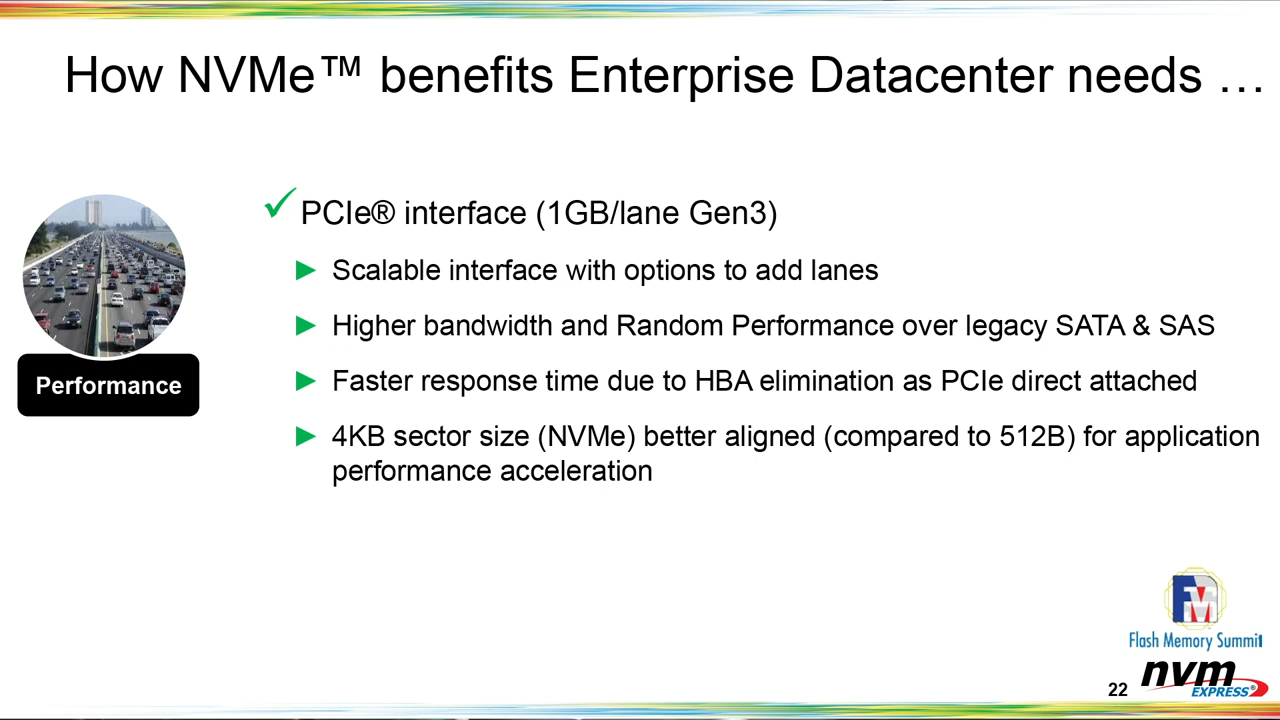 How NVMe™ benefits Enterprise Datacenter needs …
✓PCIe® interface (1GB/lane Gen3)
► Scalable interface with options to add lanes
► Higher bandwidth and Random Performance over legacy SATA & SAS
► Faster response time due to HBA elimination as PCIe direct attached
► 4KB sector size (NVMe) better aligned (compared to 512B) for application
performance acceleration
Performance
FMS
Flash Memory Summit
nvm
EXPRESS®
22